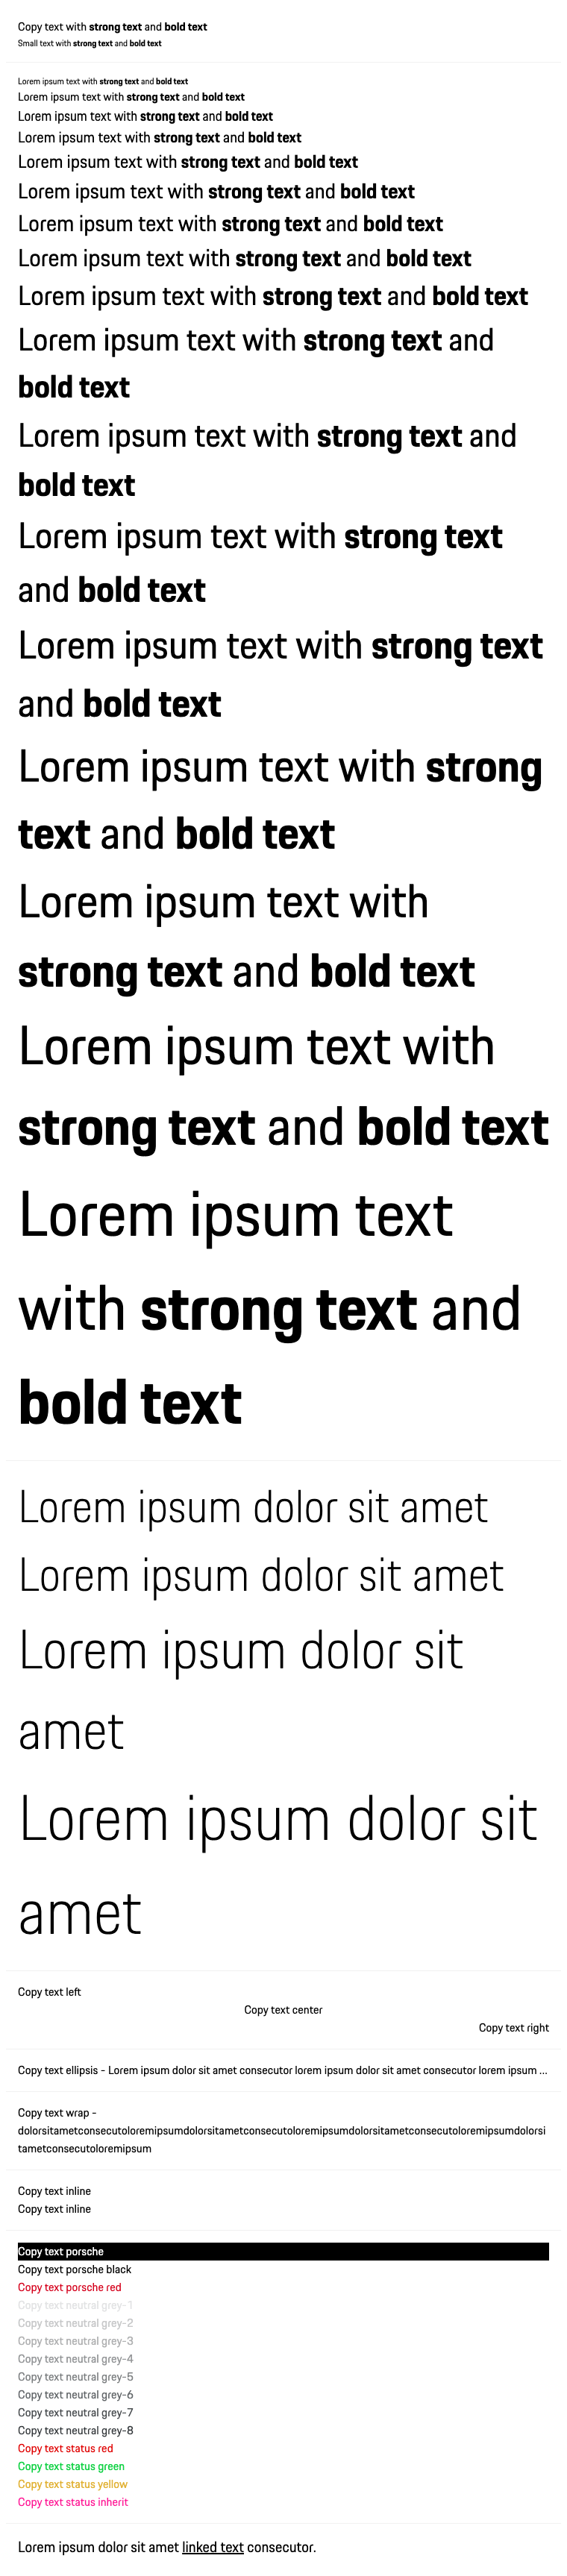 Copy text with strong text and bold text
Small text with strong text and bold text
Lorem ipsum text with strong text and bold text
Lorem ipsum text with strong text and bold text
Lorem ipsum text with strong text and bold text
Lorem ipsum text with strong text and bold text
Lorem ipsum text with strong text and bold text
Lorem ipsum text with strong text and bold text
Lorem ipsum text with strong text and bold text
Lorem ipsum text with strong text and bold text
Lorem ipsum text with strong text and bold text
Lorem ipsum text with strong text and
bold text
Lorem ipsum text with strong text and
bold text
Lorem ipsum text with strong text
and bold text
Lorem ipsum text with strong text
and bold text
Lorem ipsum text with strong
text and bold text
Lorem ipsum text with
strong text and bold text
Lorem ipsum text with
strong text and bold text
Lorem ipsum text
with strong text and
bold text
Lorem ipsum dolor sit amet
Lorem ipsum dolor sit amet
Lorem ipsum dolor sit
amet
Lorem ipsum dolor sit
amet
Copy text left
Copy text center
Copy text right
Copy text ellipsis - Lorem ipsum dolor sit amet consecutor lorem ipsum dolor sit amet consecutor lorem ipsum ...
Copy text wrap -
dolorsitametconsecutoloremipsumdolorsitametconsecutoloremipsumdolorsitametconsecutoloremipsumdolorsi
tametconsecutoloremipsum
Copy text inline
Copy text inline
Copy text porsche
Copy text porsche black
Copy text porsche red
Copy text neutral grey-1
Copy text neutral grey-2
Copy text neutral grey-3
Copy text neutral grey-4
Copy text neutral grey-5
Copy text neutral grey-6
Copy text neutral grey-7
Copy text neutral grey-8
Copy text status red
Copy text status green
Copy text status yellow
Copy text status inherit
Lorem ipsum dolor sit amet linked text consecutor.